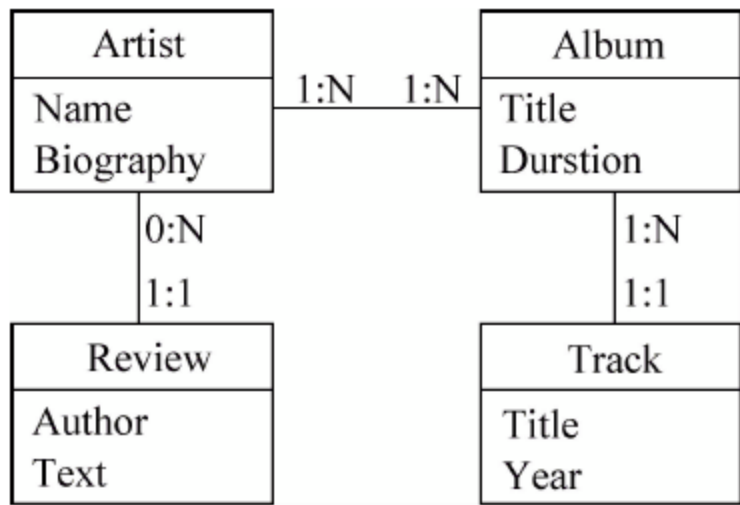 Artist
Name
Biography
1:N 1:N
Album
Title
Durstion
0:N
1:1
1:N
1:1
Review
Author
Text
Track
Title
Year